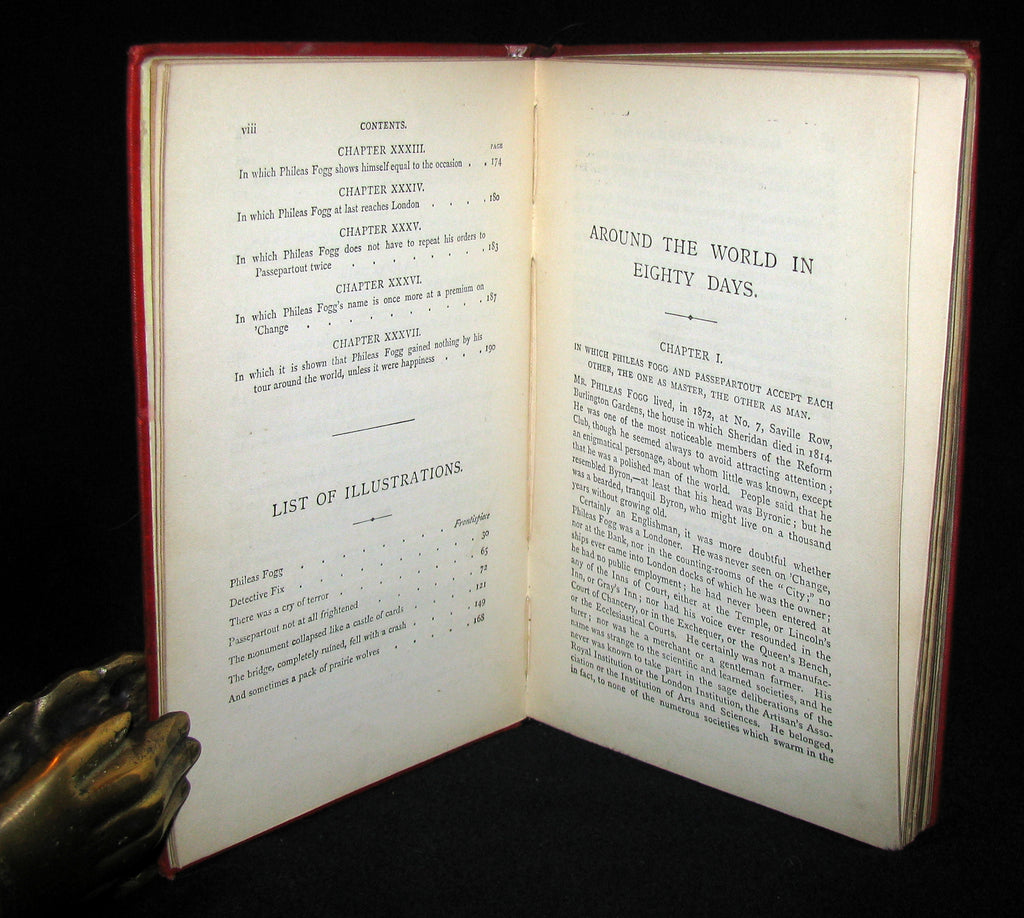 viii CONTENTS.
CHAPTER XXXIII.
PAGE
In which Phileas Fogg shows himself equal to the occasion . . 174
CHAPTER XXXIV.
In which Phileas Fogg at last reaches London . . . . 180
CHAPTER XXXV.
In which Phileas Fogg does not have to repeat his orders to
Passepartout twice . . . . . . . 183
CHAPTER XXXVI.
In which Phileas Fogg's name is once more at a premium on
'Change . . . . . . . . . 187
CHAPTER XXXVII.
In which it is shown that Phileas Fogg gained nothing by his
tour around the world, unless it were happiness . . . 190
LIST OF ILLUSTRATIONS.
Phileas Fogg . . . . . . Frontispiece
Detective Fix . . . . . . 30
There was a cry of terror . . . . . 65
Passepartout not at all frightened . . . . 72
The monument collapsed like a castle of cards . . . 121
The bridge, completely ruined, fell with a crash . . . 149
And sometimes a pack of prairie wolves . . . . 168
AROUND THE WORLD IN
EIGHTY DAYS.
CHAPTER I.
IN WHICH PHILEAS FOGG AND PASSEPARTOUT ACCEPT EACH
OTHER, THE ONE AS MASTER, THE OTHER AS MAN.
MR. PHILEAS FOGG lived, in 1872, at No. 7, Saville Row,
Burlington Gardens, the house in which Sheridan died in 1814.
He was one of the most noticeable members of the Reform
Club, though he seemed always to avoid attracting attention;
an enigmatical personage, about whom little was known, except
that he was a polished man of the world. People said that he
resembled Byron,—at least that his head was Byronic; but he
was a bearded, tranquil Byron, who might live on a thousand
years without growing old.
Certainly an Englishman, it was more doubtful whether
Phileas Fogg was a Londoner. He was never seen on 'Change,
nor at the Bank, nor in the counting-rooms of the "City;" no
ships ever came into London docks of which he was the owner;
he had no public employment; he had never been entered at
any of the Inns of Court, either at the Temple, or Lincoln's
Inn, or Gray's Inn; nor had his voice ever resounded in the
Court of Chancery, or in the Exchequer, or the Queen's Bench,
or the Ecclesiastical Courts. He certainly was not a manufac-
turer; nor was he a merchant or a gentleman farmer. His
name was strange to the scientific and learned societies, and he
never was known to take part in the sage deliberations of the
Royal Institution or the London Institution, the Artisan's Asso-
ciation or the Institution of Arts and Sciences. He belonged,
in fact, to none of the numerous societies which swarm in the